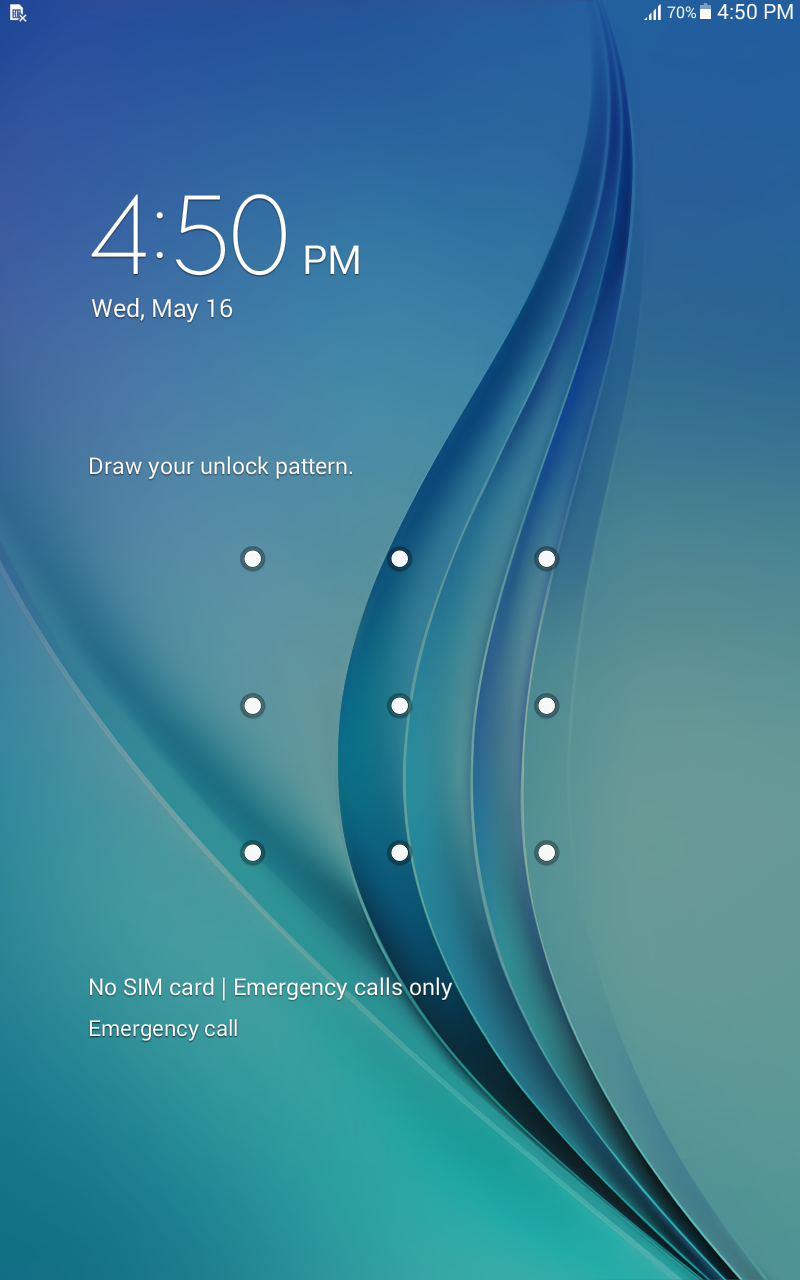 70% 4:50 PM
4:50 PM
Wed, May 16
Draw your unlock pattern.
No SIM card | Emergency calls only
Emergency call